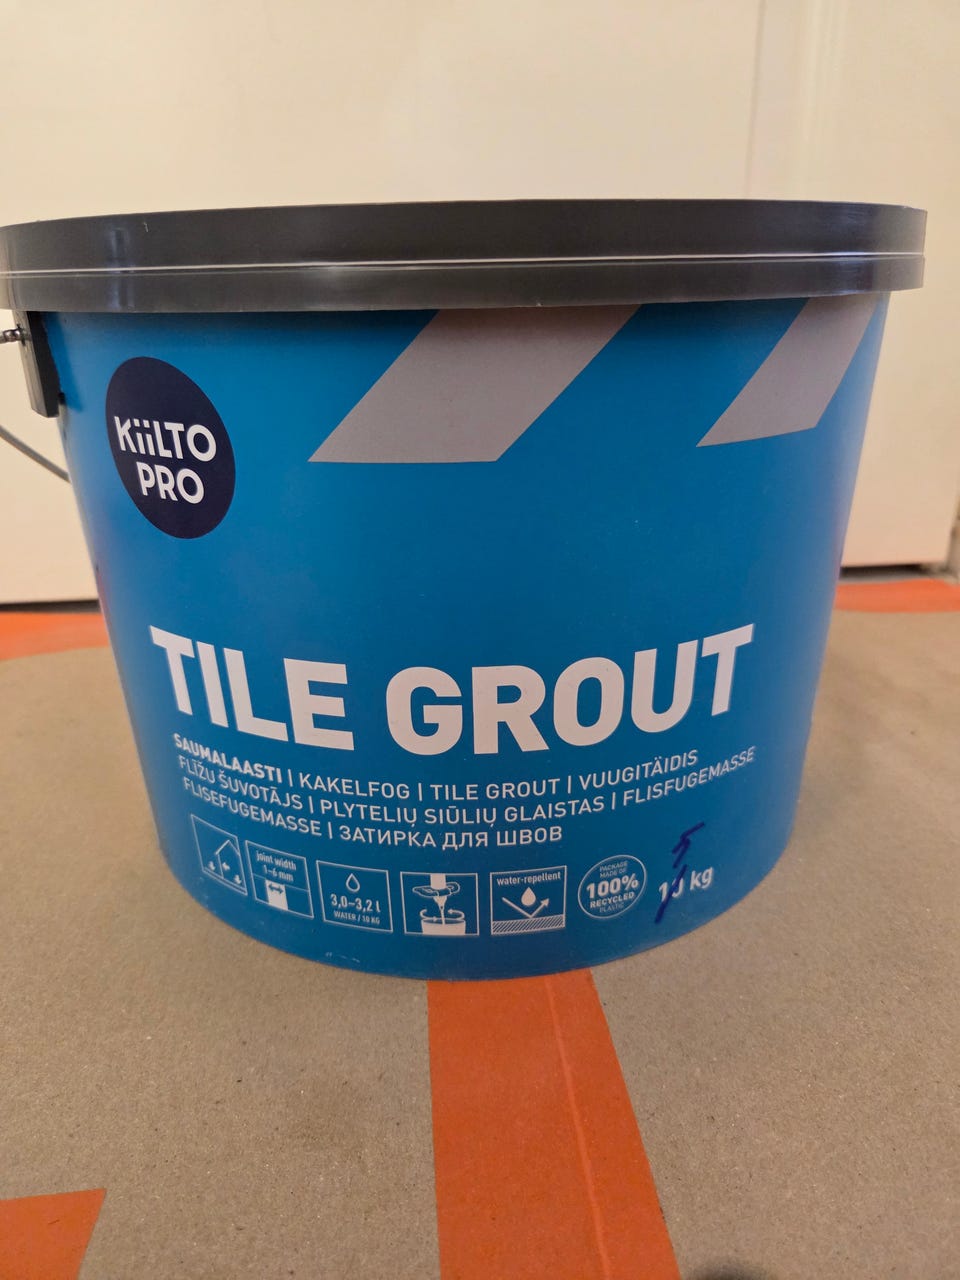 KiiLTO
PRO
TILE GROUT
SAUMALAASTI | KAKELFOG | TILE GROUT | VUUGITÄIDIS
FLĪŽU ŠUVOTĀJS | PLYTELIŲ SIŪLIŲ GLAISTAS | FLISFUGEMASSE
FLISEFUGEMASSE | ЗАТИРКА ДЛЯ ШВОВ
joint width
1–6 mm
3,0–3,2 l
WATER / 10 KG
water-repellent
PACKAGE
MADE OF
100%
RECYCLED
PLASTIC
5
10 kg